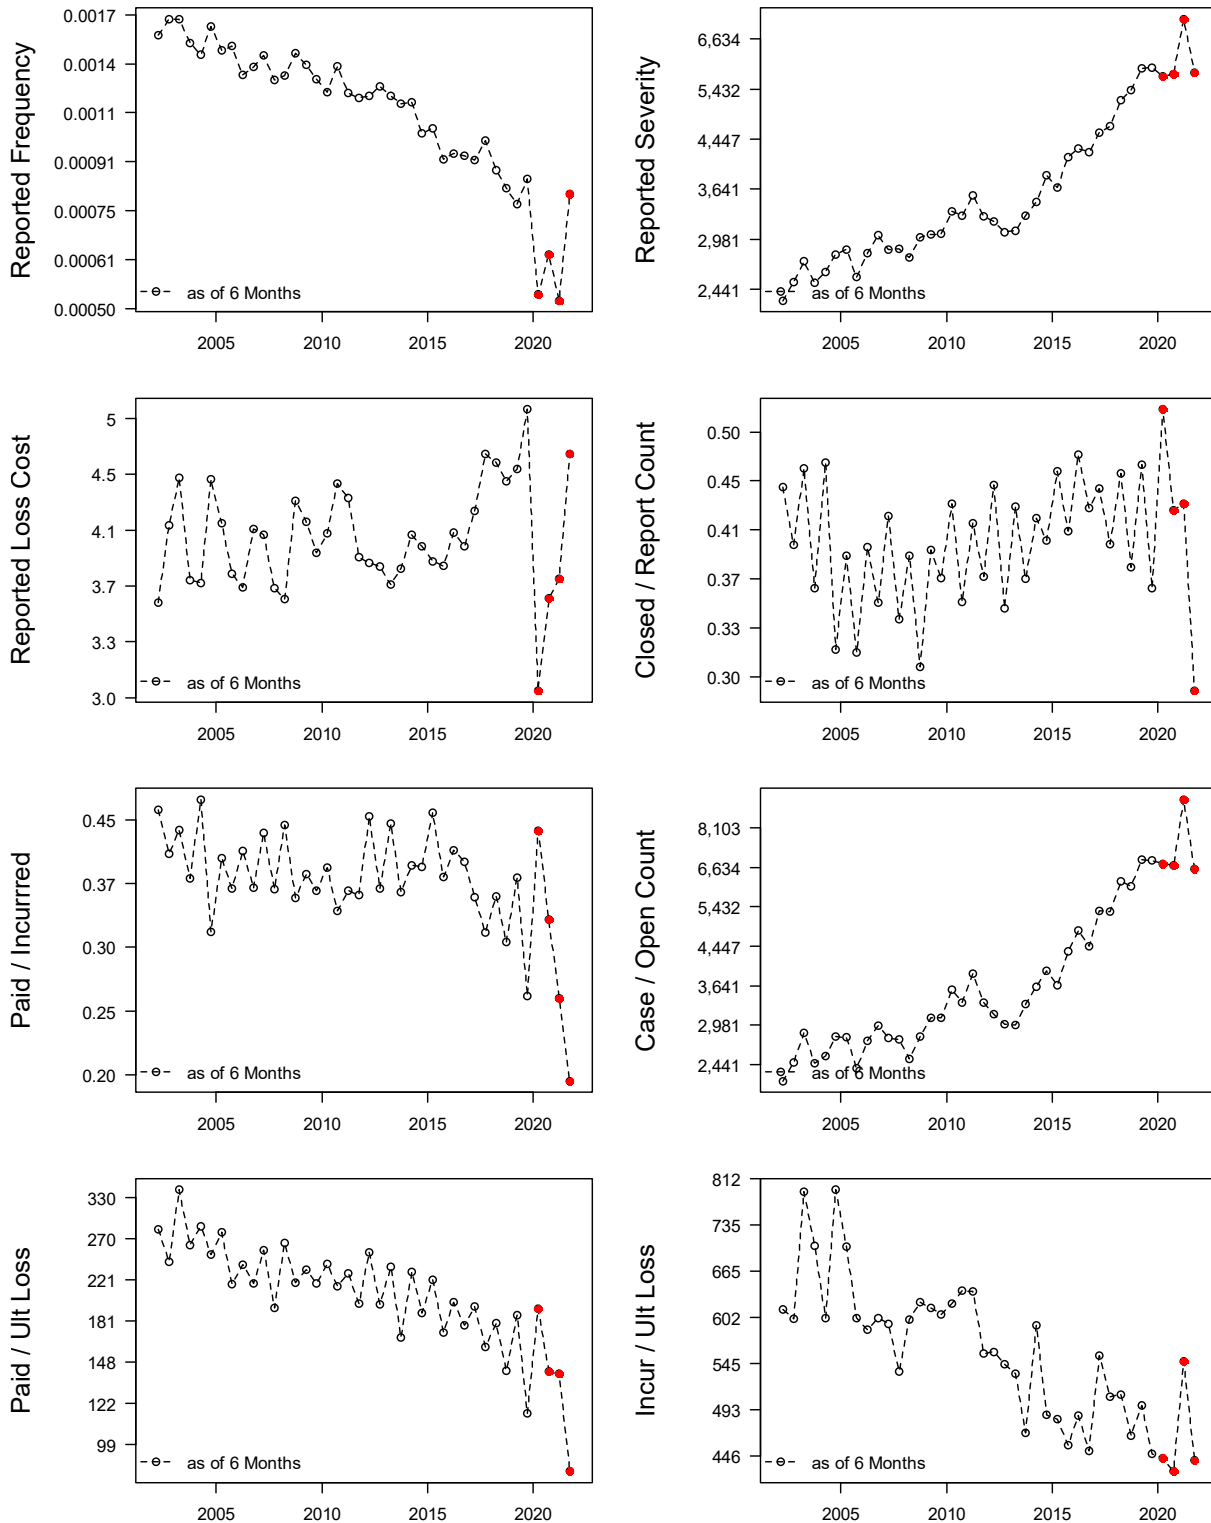 Reported Frequency
0.0017
0.0014
0.0011
0.00091
0.00075
0.00061
0.00050
as of 6 Months
2005 2010 2015 2020
Reported Severity
6,634
5,432
4,447
3,641
2,981
2,441
as of 6 Months
2005 2010 2015 2020
Reported Loss Cost
5
4.5
4.1
3.7
3.3
3.0
as of 6 Months
2005 2010 2015 2020
Closed / Report Count
0.50
0.45
0.41
0.37
0.33
0.30
as of 6 Months
2005 2010 2015 2020
Paid / Incurrred
0.45
0.37
0.30
0.25
0.20
as of 6 Months
2005 2010 2015 2020
Case / Open Count
8,103
6,634
5,432
4,447
3,641
2,981
2,441
as of 6 Months
2005 2010 2015 2020
Paid / Ult Loss
330
270
221
181
148
122
99
as of 6 Months
2005 2010 2015 2020
Incur / Ult Loss
812
735
665
602
545
493
446
as of 6 Months
2005 2010 2015 2020